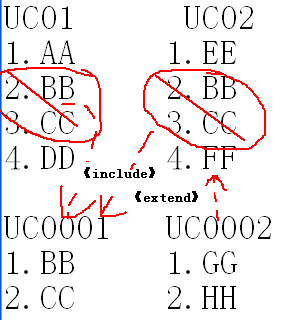 UC01 UC02
1.AA 1.EE
2.BB 2.BB
3.CC 3.CC
4.DD 4.FF
《include》
《extend》
UC0001 UC0002
1.BB 1.GG
2.CC 2.HH